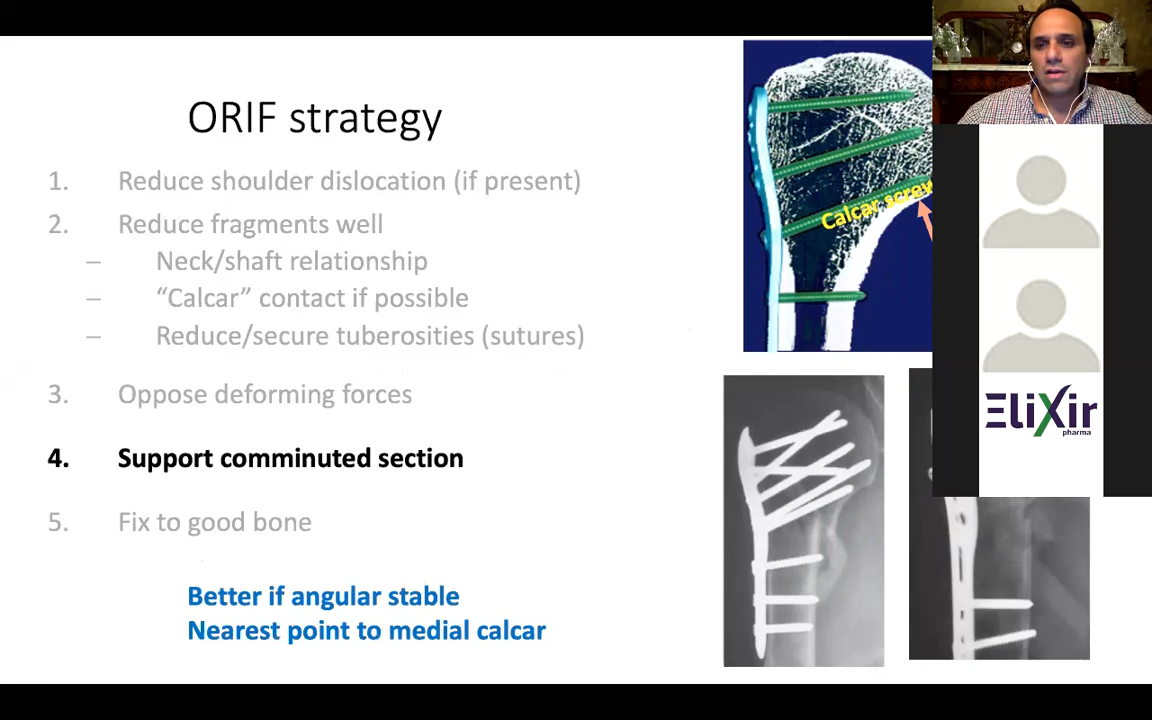 ORIF strategy
1. Reduce shoulder dislocation (if present)
2. Reduce fragments well
– Neck/shaft relationship
– “Calcar” contact if possible
– Reduce/secure tuberosities (sutures)
3. Oppose deforming forces
4. Support comminuted section
5. Fix to good bone
Better if angular stable
Nearest point to medial calcar
Calcar screw
EliXir
pharma